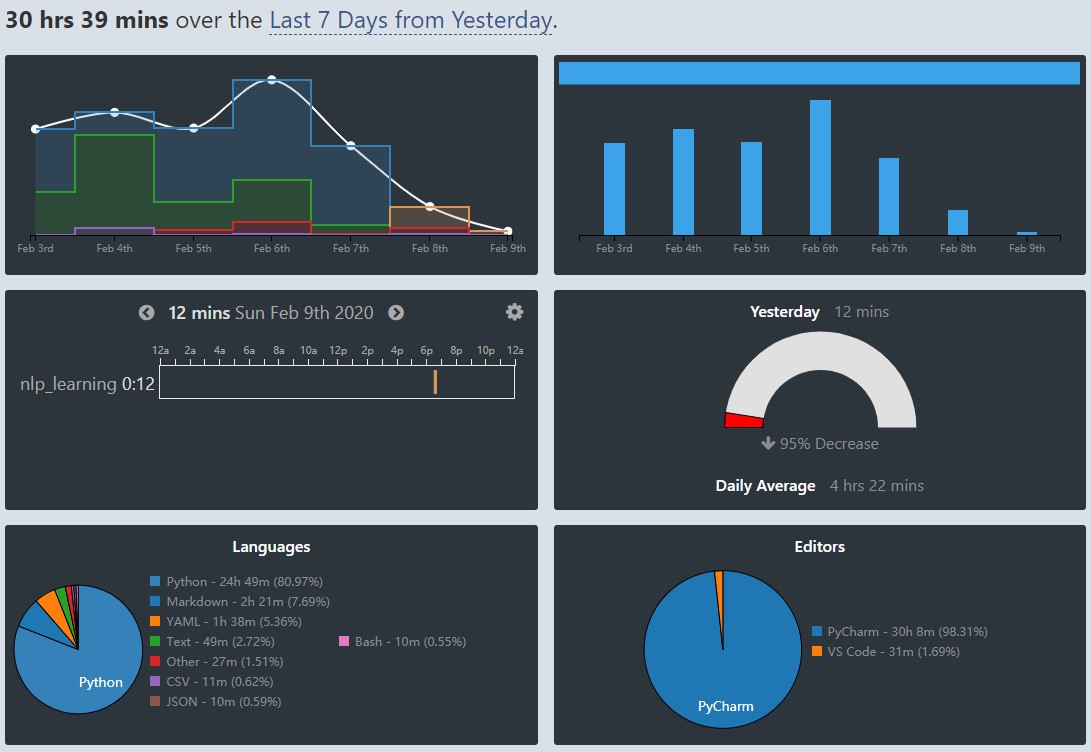 30 hrs 39 mins over the Last 7 Days from Yesterday.
Feb 3rd Feb 4th Feb 5th Feb 6th Feb 7th Feb 8th Feb 9th
Feb 3rd Feb 4th Feb 5th Feb 6th Feb 7th Feb 8th Feb 9th
12 mins Sun Feb 9th 2020
12a 2a 4a 6a 8a 10a 12p 2p 4p 6p 8p 10p 12a
nlp_learning 0:12
Yesterday 12 mins
95% Decrease
Daily Average 4 hrs 22 mins
Languages
Python - 24h 49m (80.97%)
Markdown - 2h 21m (7.69%)
YAML - 1h 38m (5.36%)
Text - 49m (2.72%)
Other - 27m (1.51%)
CSV - 11m (0.62%)
JSON - 10m (0.59%)
Bash - 10m (0.55%)
Python
Editors
PyCharm - 30h 8m (98.31%)
VS Code - 31m (1.69%)
PyCharm